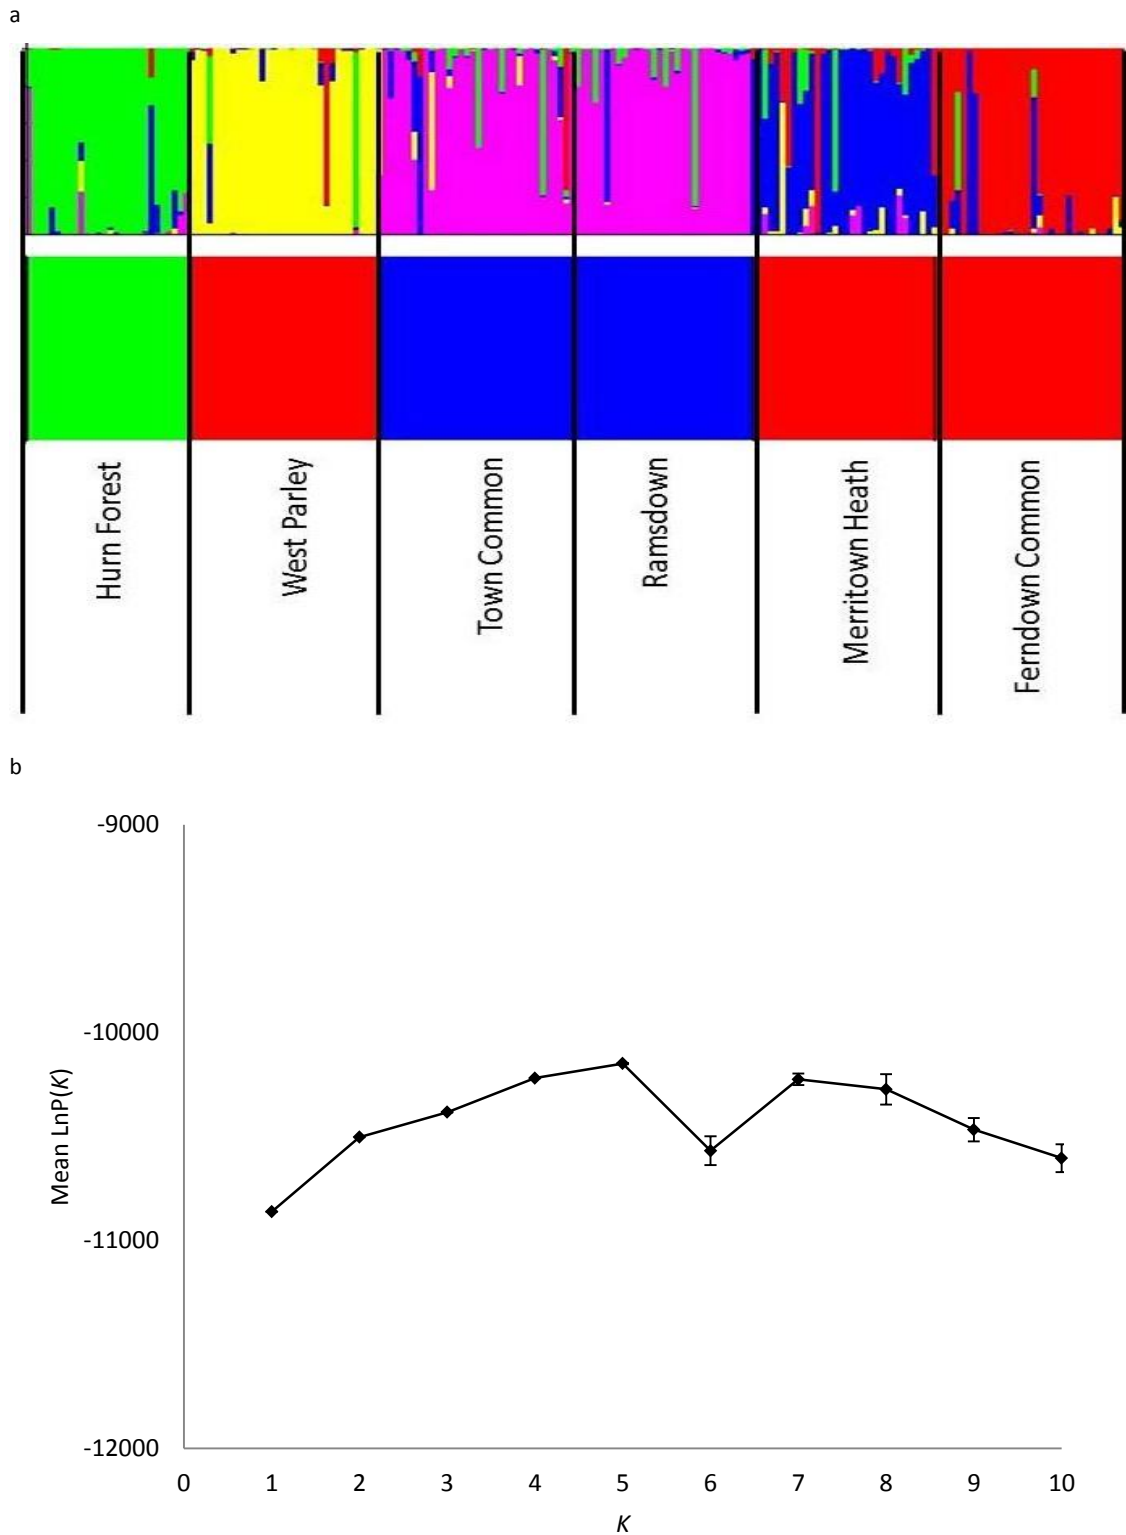 a
Hurn Forest
West Parley
Town Common
Ramsdown
Merritown Heath
Ferndown Common
b
-9000
-10000
-11000
-12000
Mean LnP(K)
0 1 2 3 4 5 6 7 8 9 10
K